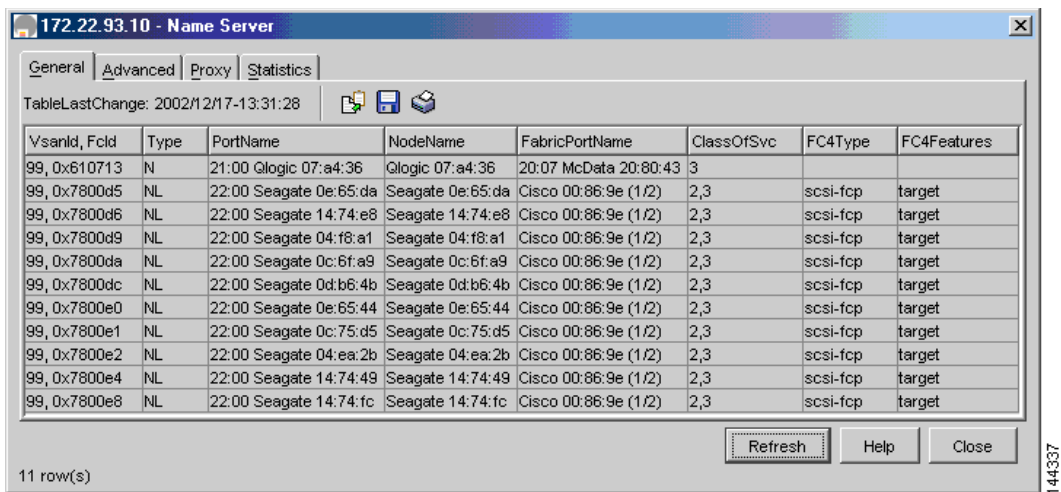 172.22.93.10 - Name Server
General Advanced Proxy Statistics
TableLastChange: 2002/12/17-13:31:28
VsanId, FcId Type PortName NodeName FabricPortName ClassOfSvc FC4Type FC4Features
99, 0x610713 N 21:00 Qlogic 07:a4:36 Qlogic 07:a4:36 20:07 McData 20:80:43 3
99, 0x7800d5 NL 22:00 Seagate 0e:65:da Seagate 0e:65:da Cisco 00:86:9e (1/2) 2,3 scsi-fcp target
99, 0x7800d6 NL 22:00 Seagate 14:74:e8 Seagate 14:74:e8 Cisco 00:86:9e (1/2) 2,3 scsi-fcp target
99, 0x7800d9 NL 22:00 Seagate 04:f8:a1 Seagate 04:f8:a1 Cisco 00:86:9e (1/2) 2,3 scsi-fcp target
99, 0x7800da NL 22:00 Seagate 0c:6f:a9 Seagate 0c:6f:a9 Cisco 00:86:9e (1/2) 2,3 scsi-fcp target
99, 0x7800dc NL 22:00 Seagate 0d:b6:4b Seagate 0d:b6:4b Cisco 00:86:9e (1/2) 2,3 scsi-fcp target
99, 0x7800e0 NL 22:00 Seagate 0e:65:44 Seagate 0e:65:44 Cisco 00:86:9e (1/2) 2,3 scsi-fcp target
99, 0x7800e1 NL 22:00 Seagate 0c:75:d5 Seagate 0c:75:d5 Cisco 00:86:9e (1/2) 2,3 scsi-fcp target
99, 0x7800e2 NL 22:00 Seagate 04:ea:2b Seagate 04:ea:2b Cisco 00:86:9e (1/2) 2,3 scsi-fcp target
99, 0x7800e4 NL 22:00 Seagate 14:74:49 Seagate 14:74:49 Cisco 00:86:9e (1/2) 2,3 scsi-fcp target
99, 0x7800e8 NL 22:00 Seagate 14:74:fc Seagate 14:74:fc Cisco 00:86:9e (1/2) 2,3 scsi-fcp target
Refresh Help Close
11 row(s)
144337